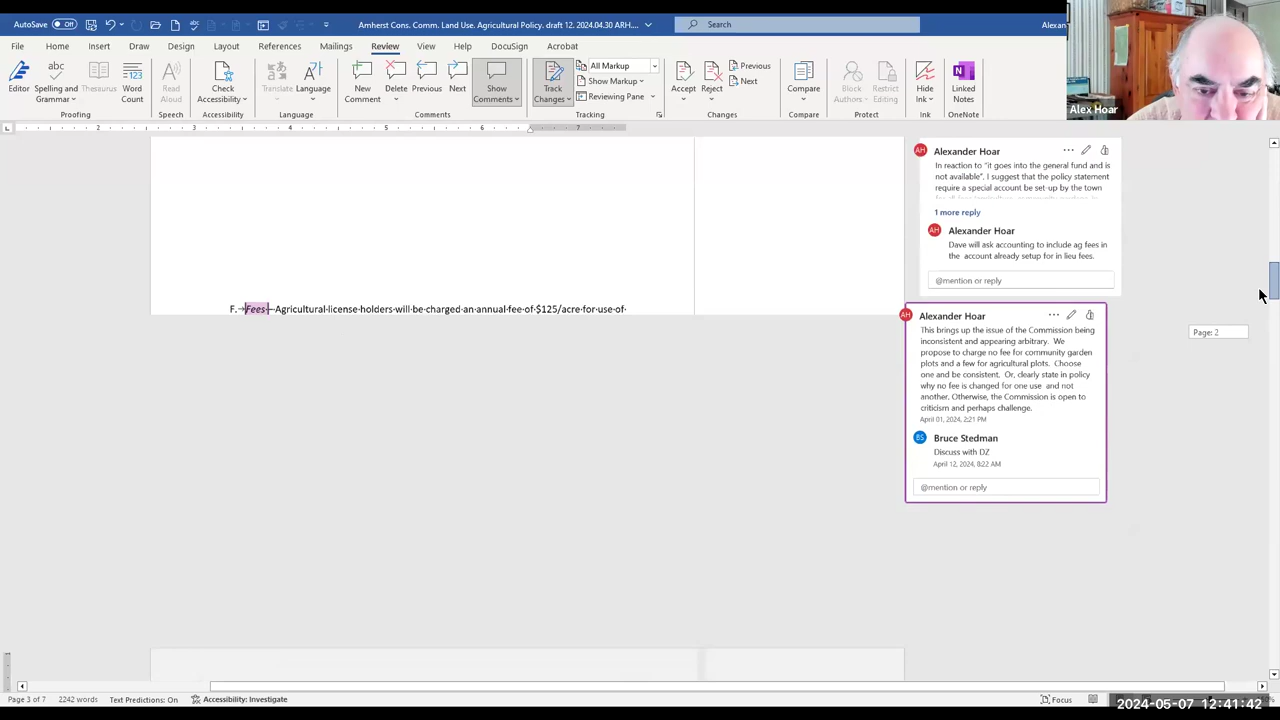 AutoSave Off Amherst Cons. Comm. Land Use. Agricultural Policy. draft 12. 2024.04.30 ARH.... Search Alexan
File Home Insert Draw Design Layout References Mailings Review View Help DocuSign Acrobat
Editor
Spelling and Grammar
Thesaurus
Word Count
Proofing
Read Aloud
Speech
Check Accessibility
Accessibility
Translate
Language
Language
New Comment
Delete
Previous
Next
Show Comments
Comments
Track Changes
All Markup
Show Markup
Reviewing Pane
Tracking
Accept
Reject
Previous
Next
Changes
Compare
Compare
Block Authors
Restrict Editing
Protect
Hide Ink
Ink
Linked Notes
OneNote
Alex Hoar
2 3 4 5 6 7
AH Alexander Hoar
In reaction to "it goes into the general fund and is
not available". I suggest that the policy statement
require a special account be set-up by the town
1 more reply
AH Alexander Hoar
Dave will ask accounting to include ag fees in
the account already setup for in lieu fees.
@mention or reply
F. Fees – Agricultural license holders will be charged an annual fee of $125/acre for use of
AH Alexander Hoar
This brings up the issue of the Commission being
inconsistent and appearing arbitrary. We
propose to charge no fee for community garden
plots and a few for agricultural plots. Choose
one and be consistent. Or, clearly state in policy
why no fee is changed for one use and not
another. Otherwise, the Commission is open to
criticism and perhaps challenge.
April 01, 2024, 2:21 PM
BS Bruce Stedman
Discuss with DZ
April 12, 2024, 8:22 AM
@mention or reply
Page: 2
Page 3 of 7 2242 words Text Predictions: On Accessibility: Investigate Focus
2024-05-07 12:41:42